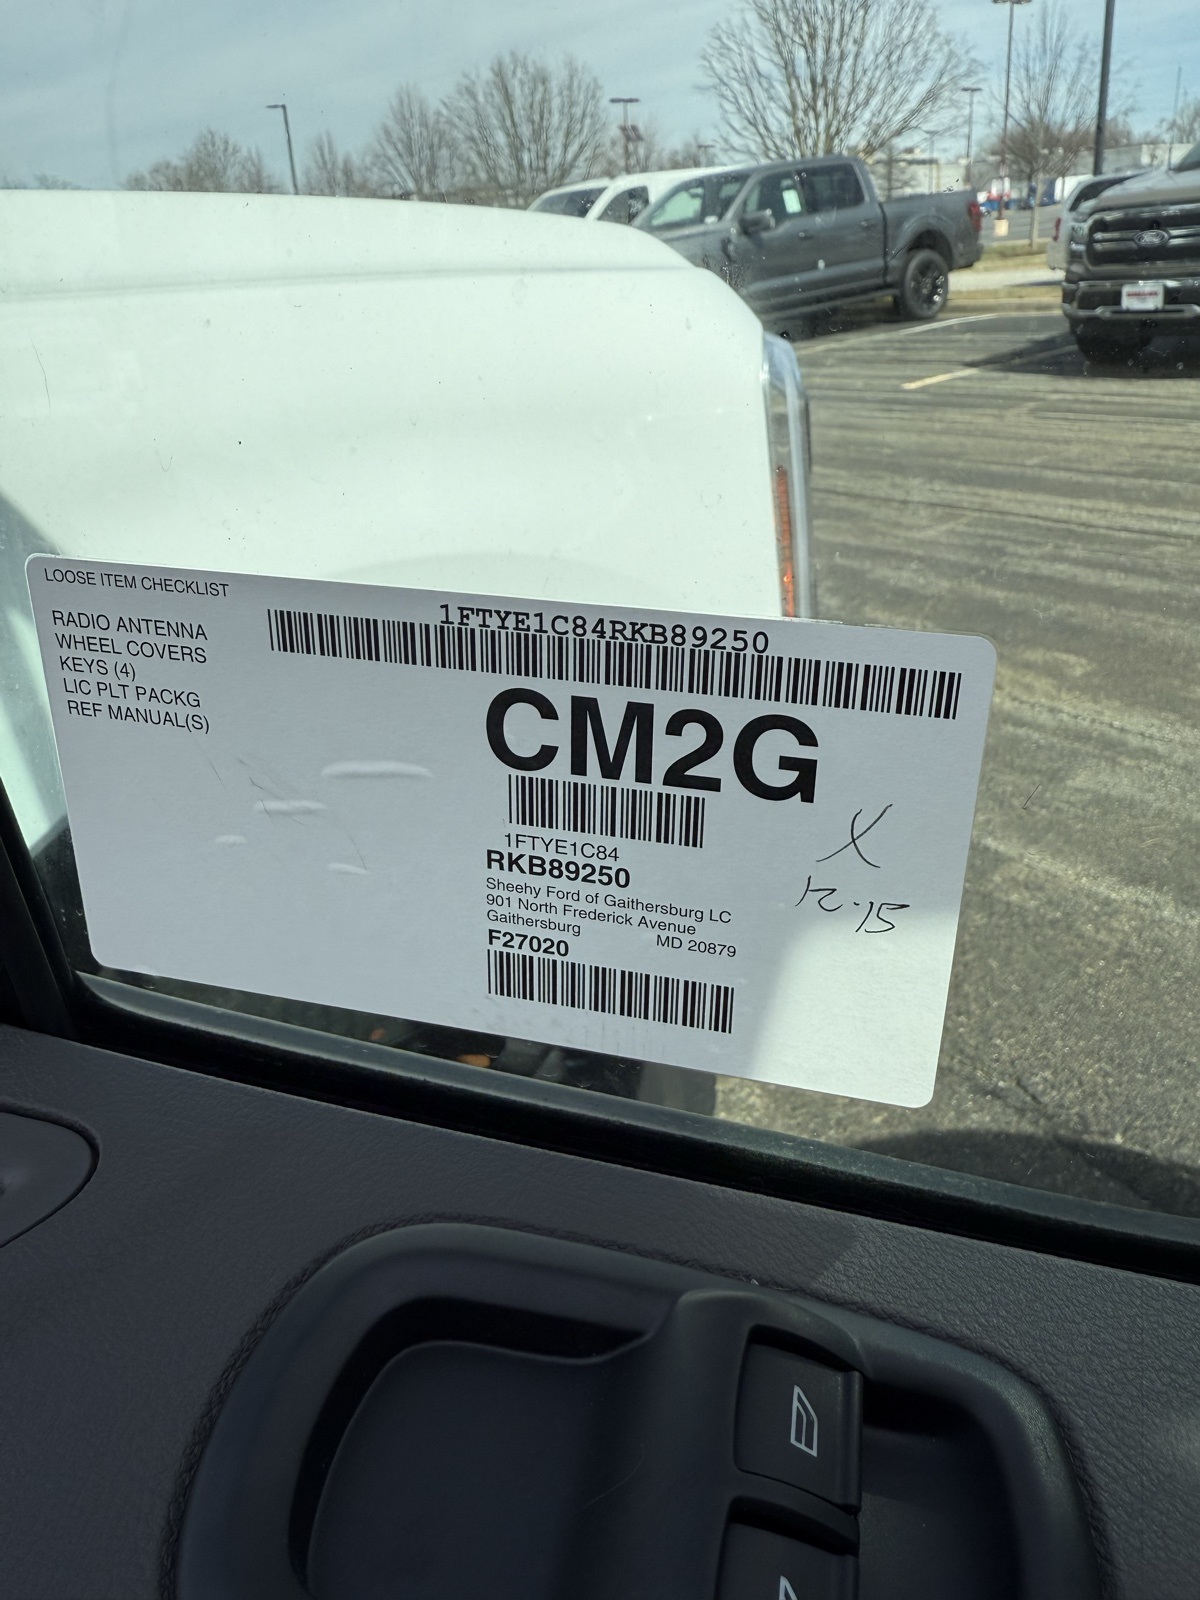 LOOSE ITEM CHECKLIST
RADIO ANTENNA
WHEEL COVERS
KEYS (4)
LIC PLT PACKG
REF MANUAL(S)
1FTYE1C84RKB89250
CM2G
1FTYE1C84
RKB89250
Sheehy Ford of Gaithersburg LC
901 North Frederick Avenue
Gaithersburg MD 20879
F27020
X
12-15
Ford